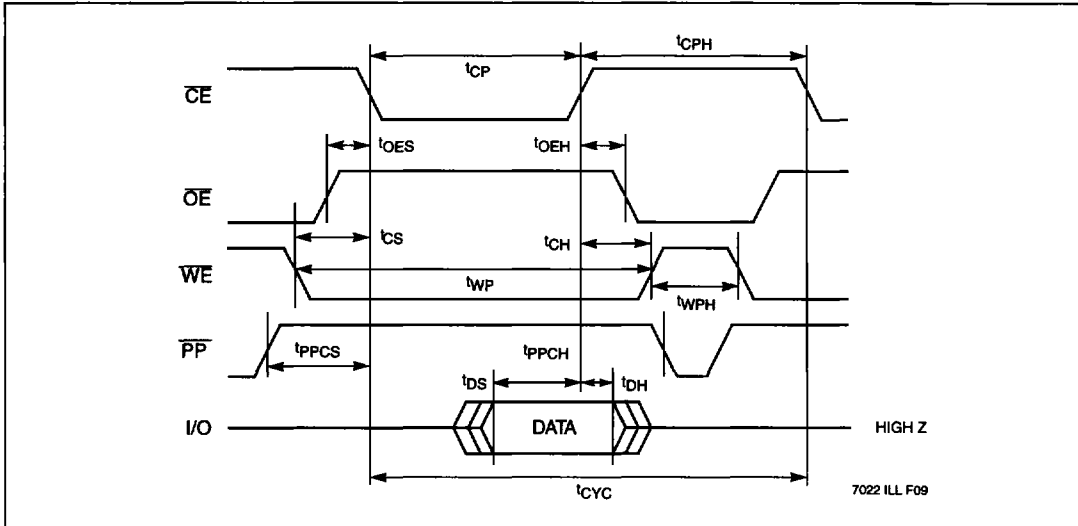 tCPH
tCP
CE
tOES
tOEH
OE
tCS
tCH
WE
tWP
tWPH
PP
tPPCS
tPPCH
tDS
tDH
I/O
DATA
HIGH Z
tCYC
7022 ILL F09